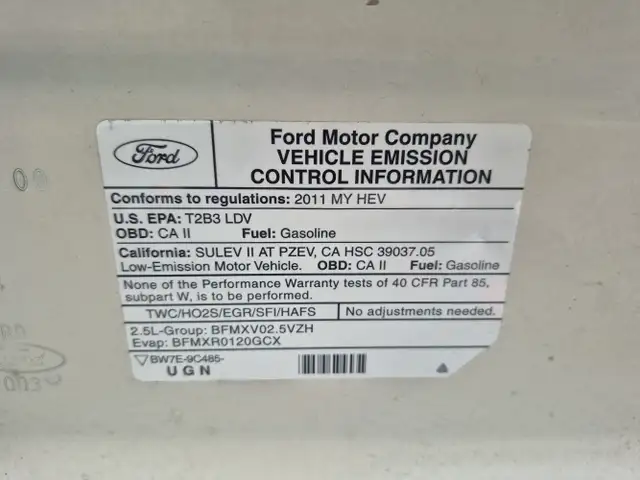 Ford
Ford Motor Company
VEHICLE EMISSION
CONTROL INFORMATION
Conforms to regulations: 2011 MY HEV
U.S. EPA: T2B3 LDV
OBD: CA II Fuel: Gasoline
California: SULEV II AT PZEV, CA HSC 39037.05
Low-Emission Motor Vehicle. OBD: CA II Fuel: Gasoline
None of the Performance Warranty tests of 40 CFR Part 85,
subpart W, is to be performed.
TWC/HO2S/EGR/SFI/HAFS No adjustments needed.
2.5L-Group: BFMXV02.5VZH
Evap: BFMXR0120GCX
BW7E-9C485-
UGN